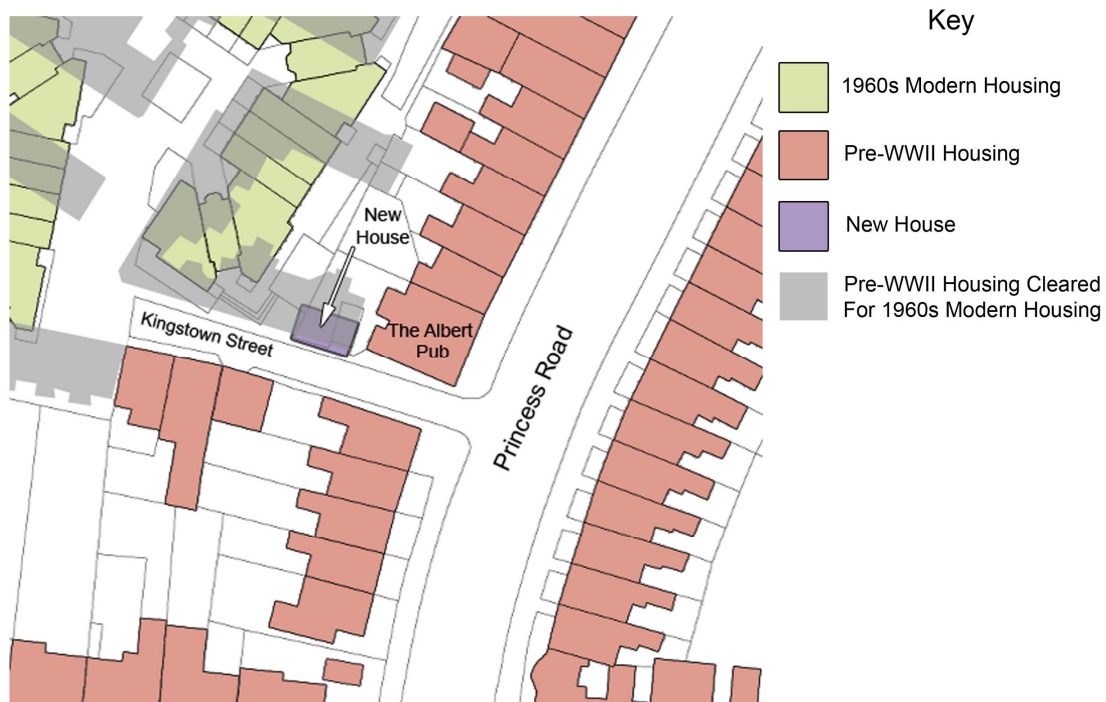 Key
1960s Modern Housing
Pre-WWII Housing
New House
Pre-WWII Housing Cleared
For 1960s Modern Housing
New
House
Kingstown Street
The Albert
Pub
Princess Road